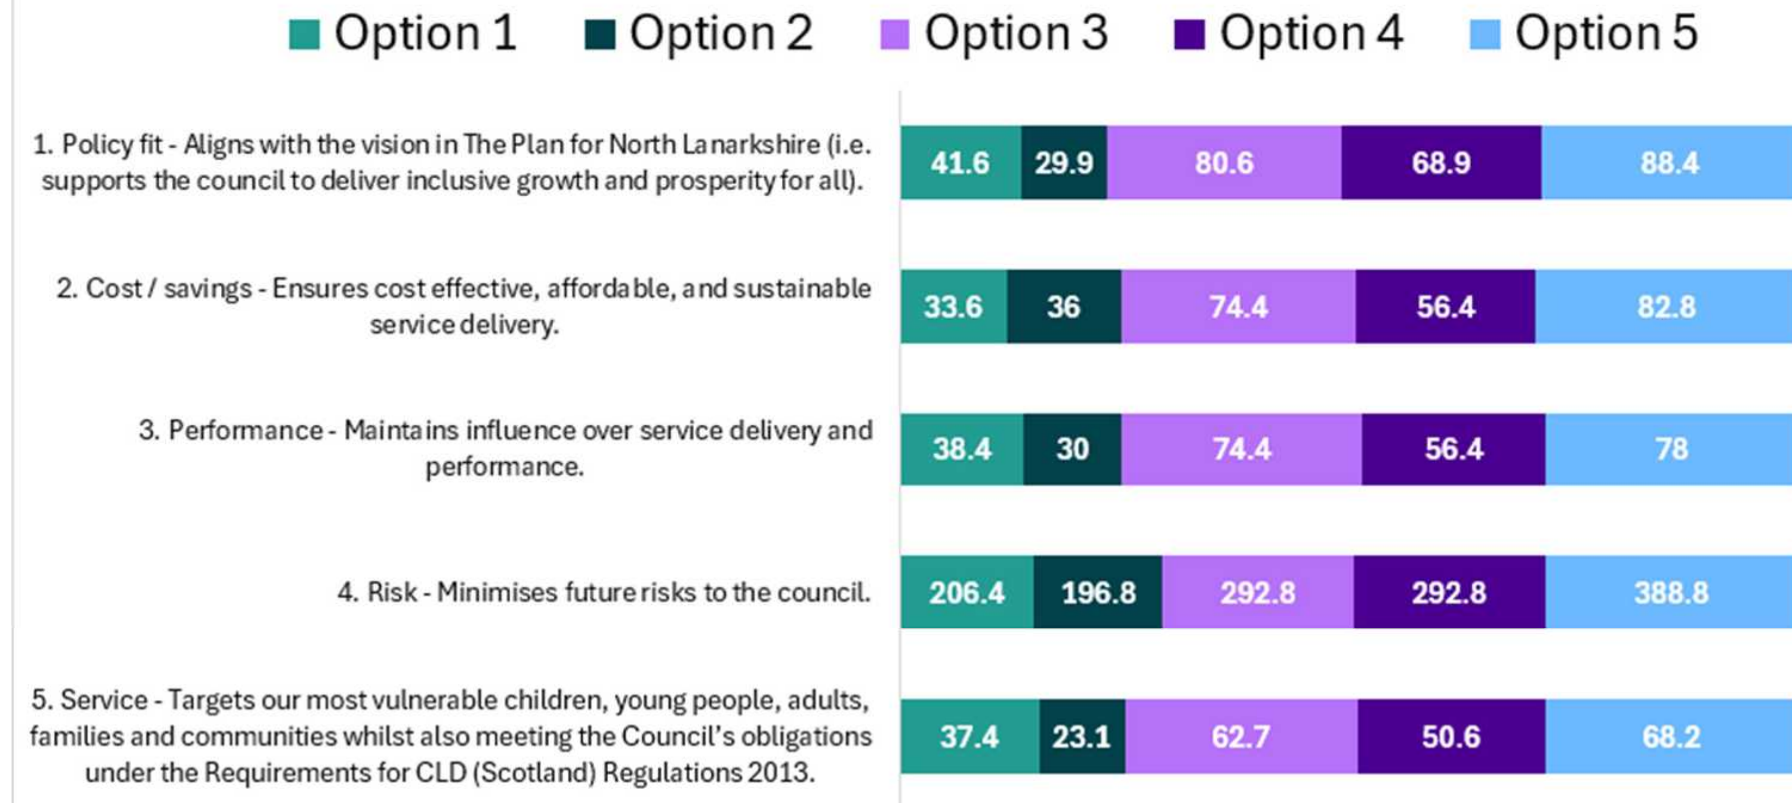 Option 1 Option 2 Option 3 Option 4 Option 5
1. Policy fit - Aligns with the vision in The Plan for North Lanarkshire (i.e.
supports the council to deliver inclusive growth and prosperity for all).
41.6 29.9 80.6 68.9 88.4
2. Cost / savings - Ensures cost effective, affordable, and sustainable
service delivery.
33.6 36 74.4 56.4 82.8
3. Performance - Maintains influence over service delivery and
performance.
38.4 30 74.4 56.4 78
4. Risk - Minimises future risks to the council.
206.4 196.8 292.8 292.8 388.8
5. Service - Targets our most vulnerable children, young people, adults,
families and communities whilst also meeting the Council's obligations
under the Requirements for CLD (Scotland) Regulations 2013.
37.4 23.1 62.7 50.6 68.2